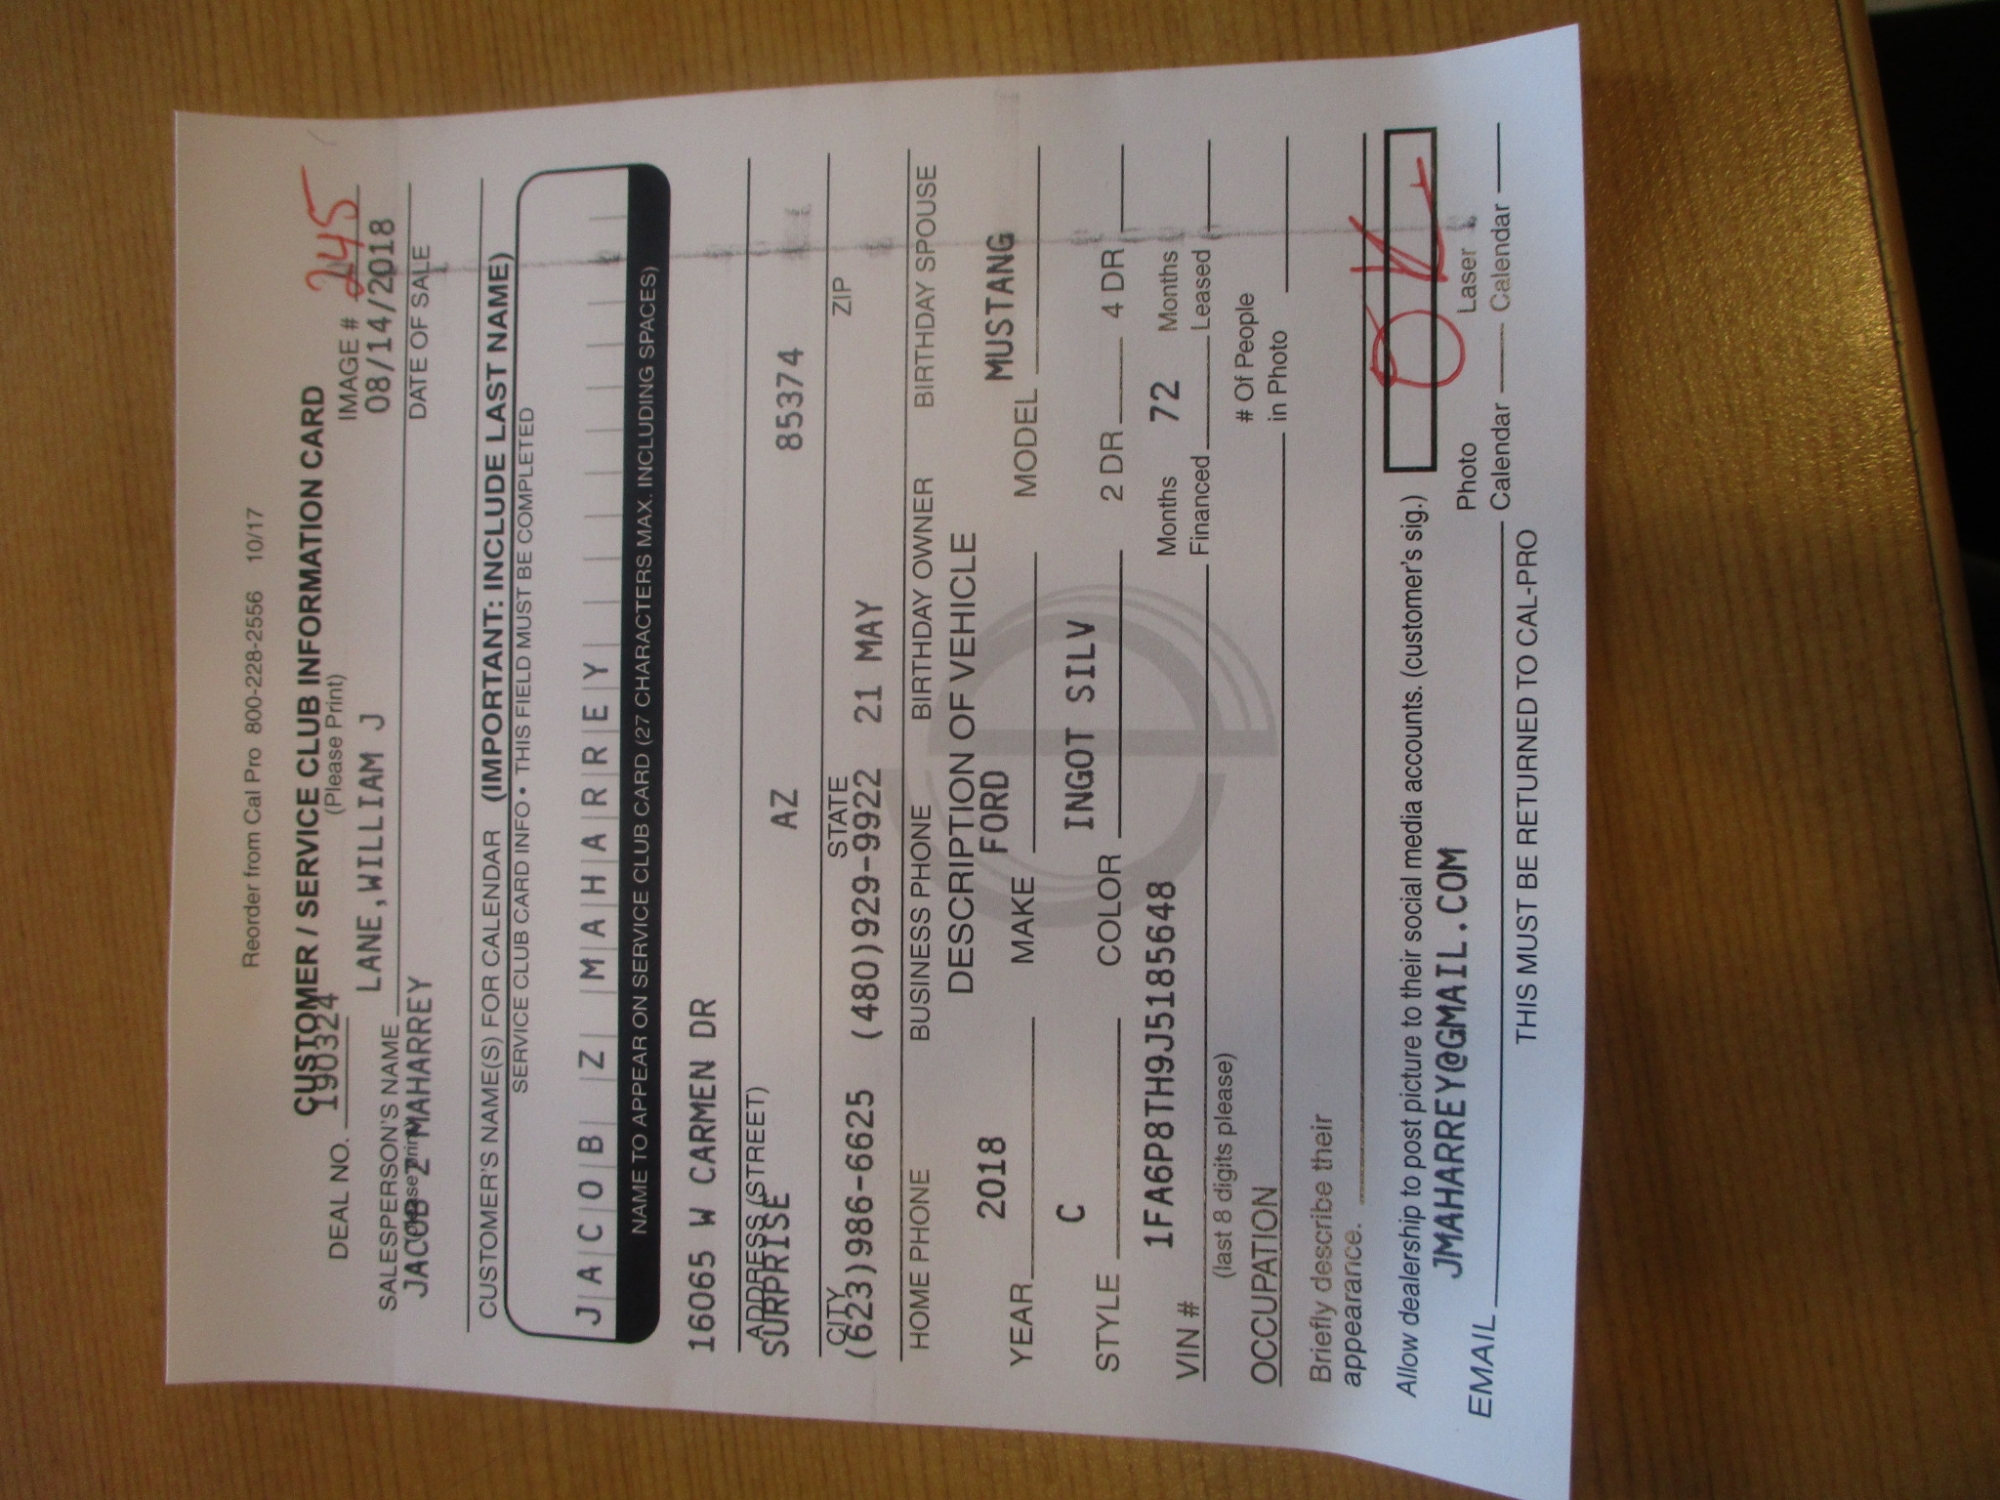 Reorder from Cal Pro 800-228-2556 10/17
CUSTOMER / SERVICE CLUB INFORMATION CARD
(Please Print)
DEAL NO. 190324 IMAGE # 245
LANE,WILLIAM J 08/14/2018
SALESPERSON'S NAME DATE OF SALE
JACOB Z MAHARREY
CUSTOMER'S NAME(S) FOR CALENDAR (IMPORTANT: INCLUDE LAST NAME)
SERVICE CLUB CARD INFO • THIS FIELD MUST BE COMPLETED
JACOB Z MAHARREY
NAME TO APPEAR ON SERVICE CLUB CARD (27 CHARACTERS MAX. INCLUDING SPACES)
16065 W CARMEN DR
ADDRESS (STREET)
SURPRISE AZ 85374
CITY STATE ZIP
(623)986-6625 (480)929-9922 21 MAY
HOME PHONE BUSINESS PHONE BIRTHDAY OWNER BIRTHDAY SPOUSE
DESCRIPTION OF VEHICLE
YEAR 2018 MAKE FORD MODEL MUSTANG
STYLE C COLOR INGOT SILV 2 DR 4 DR
VIN # 1FA6P8TH9J5185648 Months Financed 72 Months Leased
(last 8 digits please)
OCCUPATION # Of People in Photo
Briefly describe their
appearance.
Allow dealership to post picture to their social media accounts. (customer's sig.) OK
EMAIL JMAHARREY@GMAIL.COM Photo Calendar Laser Calendar
THIS MUST BE RETURNED TO CAL-PRO